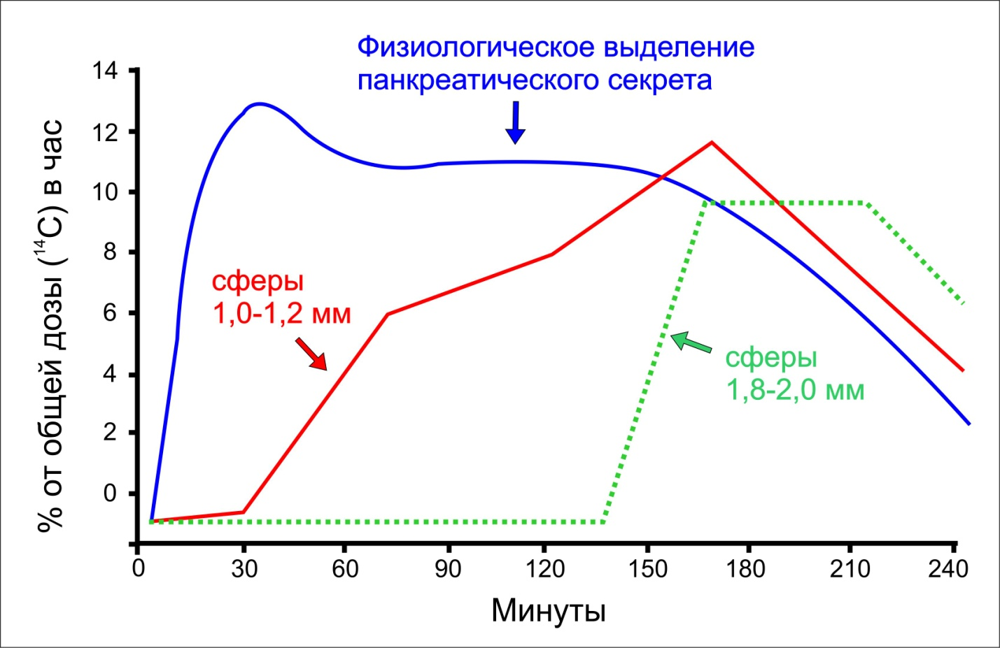 Физиологическое выделение
панкреатического секрета
14
12
10
8
6
4
2
0
% от общей дозы (¹⁴C) в час
сферы
1,0-1,2 мм
сферы
1,8-2,0 мм
0 30 60 90 120 150 180 210 240
Минуты